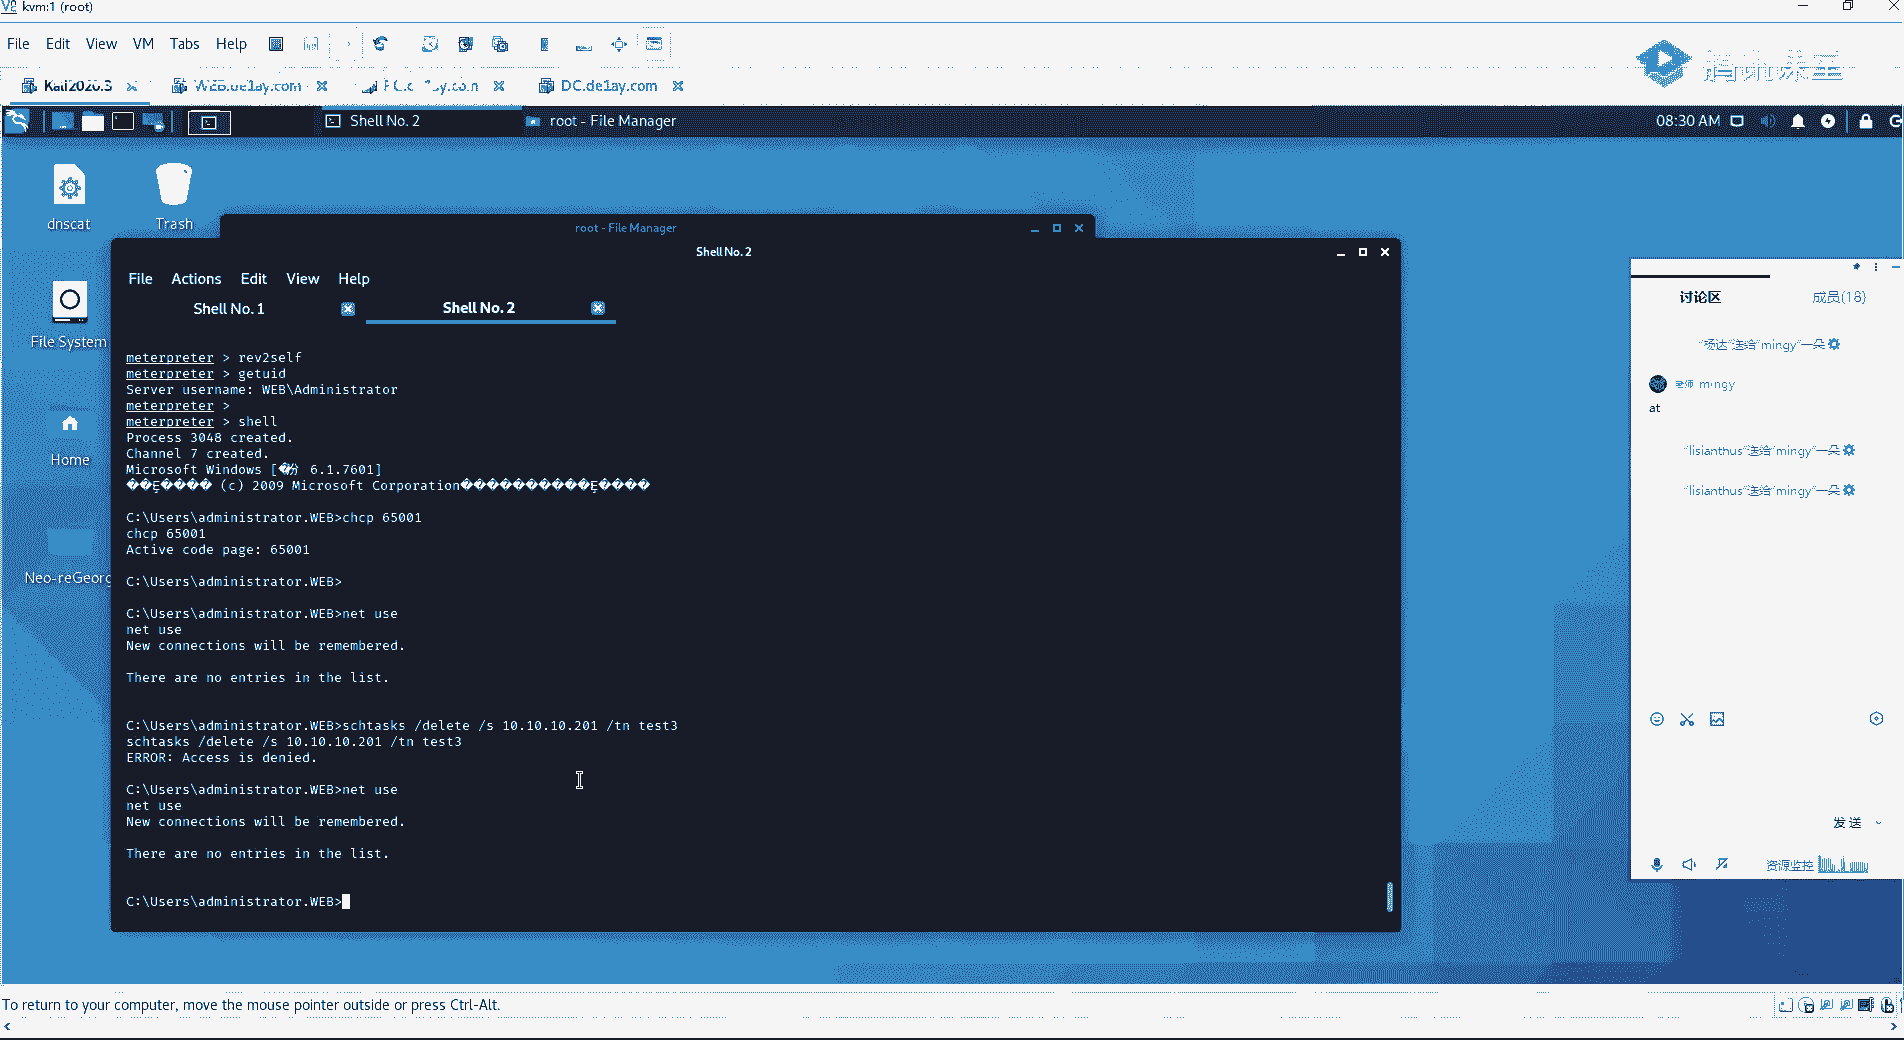 kvm:1 (root)
File Edit View VM Tabs Help
Kali2020.3 WEB.de1ay.com DC.de1ay.com
Shell No. 2 root - File Manager 08:30 AM
dnscat Trash
root - File Manager
Shell No. 2
File Actions Edit View Help
Shell No. 1 Shell No. 2
File System
Home
Neo-reGeorg
meterpreter > rev2self
meterpreter > getuid
Server username: WEB\Administrator
meterpreter >
meterpreter > shell
Process 3048 created.
Channel 7 created.
Microsoft Windows [�汾 6.1.7601]
(c) 2009 Microsoft Corporation
C:\Users\administrator.WEB>chcp 65001
chcp 65001
Active code page: 65001
C:\Users\administrator.WEB>
C:\Users\administrator.WEB>net use
net use
New connections will be remembered.
There are no entries in the list.
C:\Users\administrator.WEB>schtasks /delete /s 10.10.10.201 /tn test3
schtasks /delete /s 10.10.10.201 /tn test3
ERROR: Access is denied.
C:\Users\administrator.WEB>net use
net use
New connections will be remembered.
There are no entries in the list.
C:\Users\administrator.WEB>
讨论区 成员(18)
"杨达"送给"mingy"一朵
老师 mingy
at
"lisianthus"送给"mingy"一朵
"lisianthus"送给"mingy"一朵
发送
资源监控
To return to your computer, move the mouse pointer outside or press Ctrl-Alt.